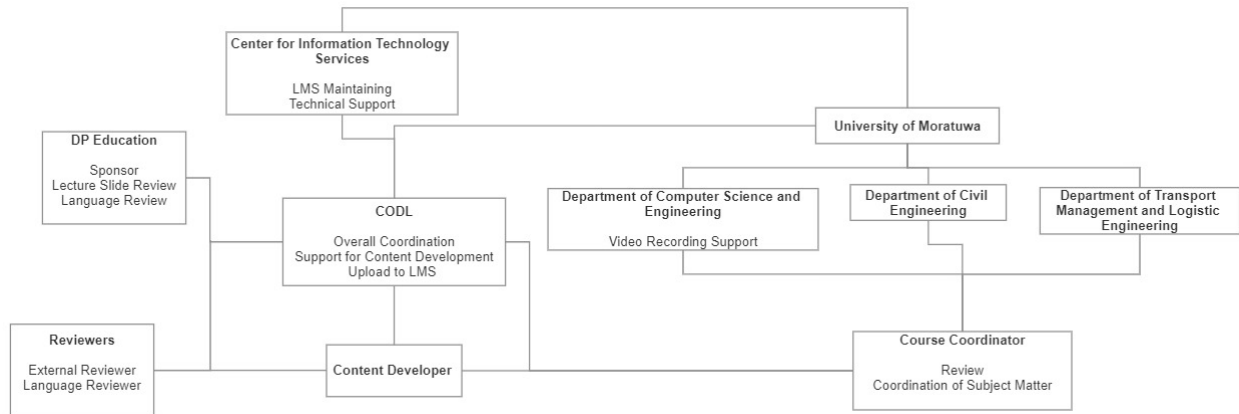 Center for Information Technology
Services
LMS Maintaining
Technical Support
University of Moratuwa
DP Education
Sponsor
Lecture Slide Review
Language Review
CODL
Overall Coordination
Support for Content Development
Upload to LMS
Department of Computer Science and
Engineering
Video Recording Support
Department of Civil
Engineering
Department of Transport
Management and Logistic
Engineering
Reviewers
External Reviewer
Language Reviewer
Content Developer
Course Coordinator
Review
Coordination of Subject Matter